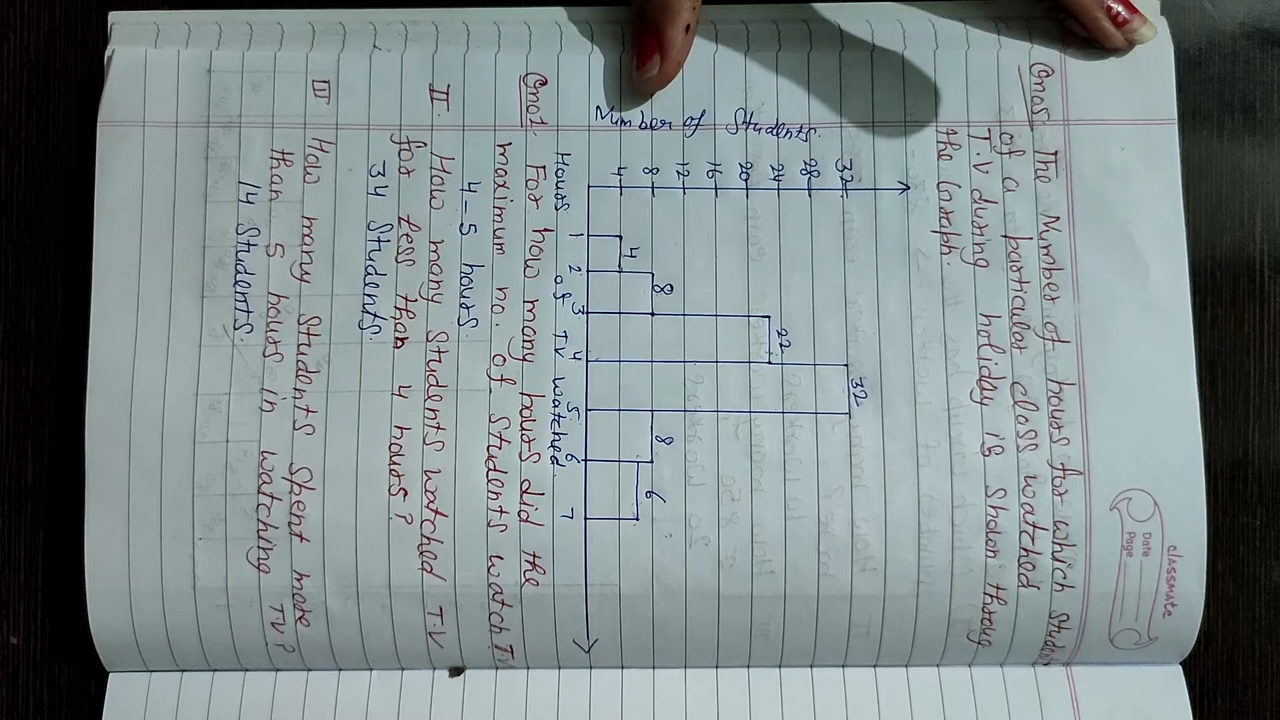 classmate
Date
Page
Qno5 The Number of hours for which student
of a particular class watched
T.V during holiday is Shown throug
the Graph.
Number of Students
32
28
24
20
16
12
8
4
4
8
22
32
8
6
1 2 3 4 5 6 7
Hours of TV watched.
Qno1. For how many hours did the
maximum no. of Students watch T.V
4-5 hours.
II. How many Students watched T.V
for Less than 4 hours?
34 Students.
III How many Students Spent more
than 5 hours in watching T.V?
14 Students.